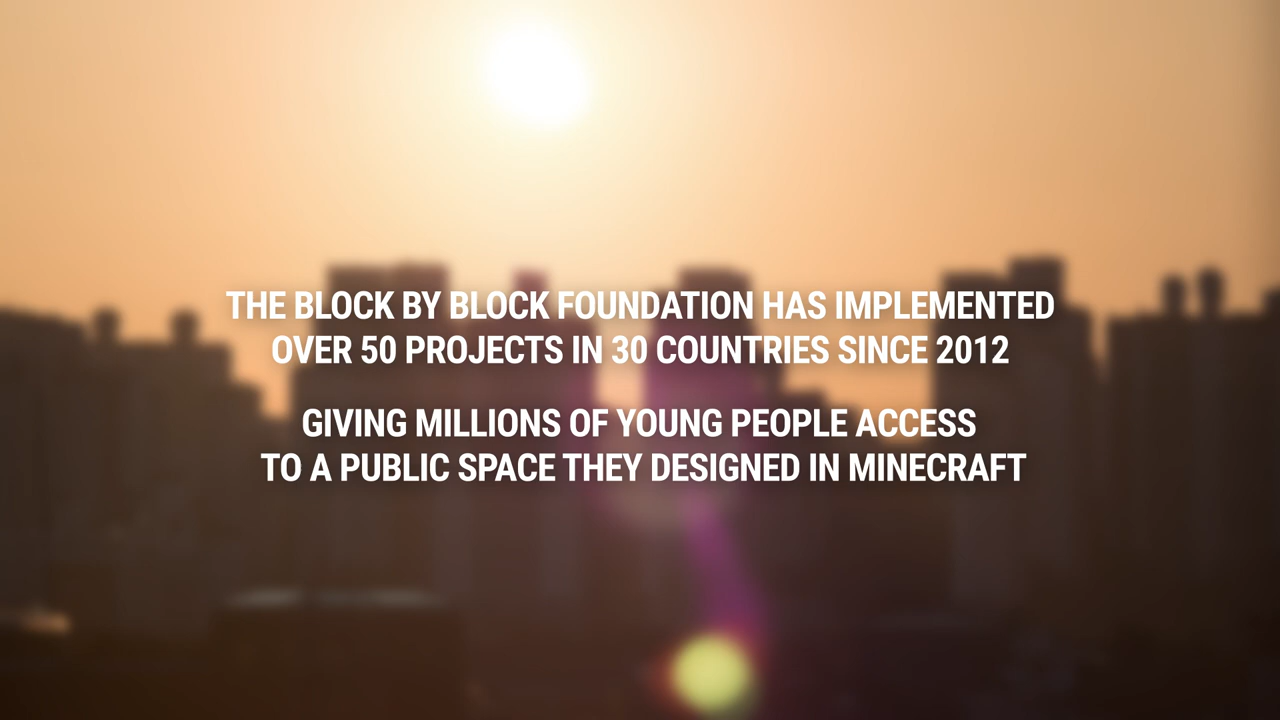 THE BLOCK BY BLOCK FOUNDATION HAS IMPLEMENTED
OVER 50 PROJECTS IN 30 COUNTRIES SINCE 2012
GIVING MILLIONS OF YOUNG PEOPLE ACCESS
TO A PUBLIC SPACE THEY DESIGNED IN MINECRAFT